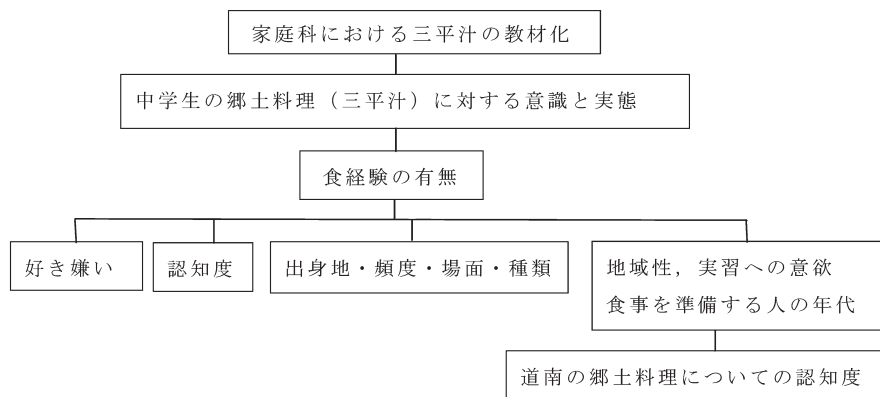 家庭科における三平汁の教材化
中学生の郷土料理（三平汁）に対する意識と実態
食経験の有無
好き嫌い
認知度
出身地・頻度・場面・種類
地域性，実習への意欲
食事を準備する人の年代
道南の郷土料理についての認知度